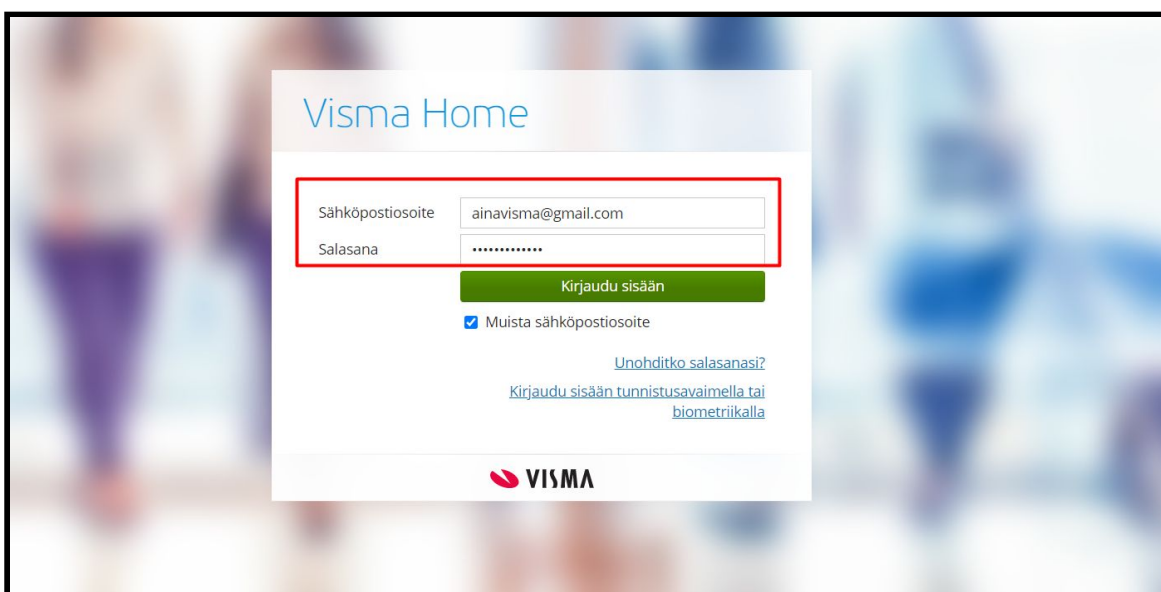 Visma Home
Sähköpostiosoite ainavisma@gmail.com
Salasana •••••••••••••
Kirjaudu sisään
Muista sähköpostiosoite
Unohditko salasanasi?
Kirjaudu sisään tunnistusavaimella tai
biometriikalla
VISMA